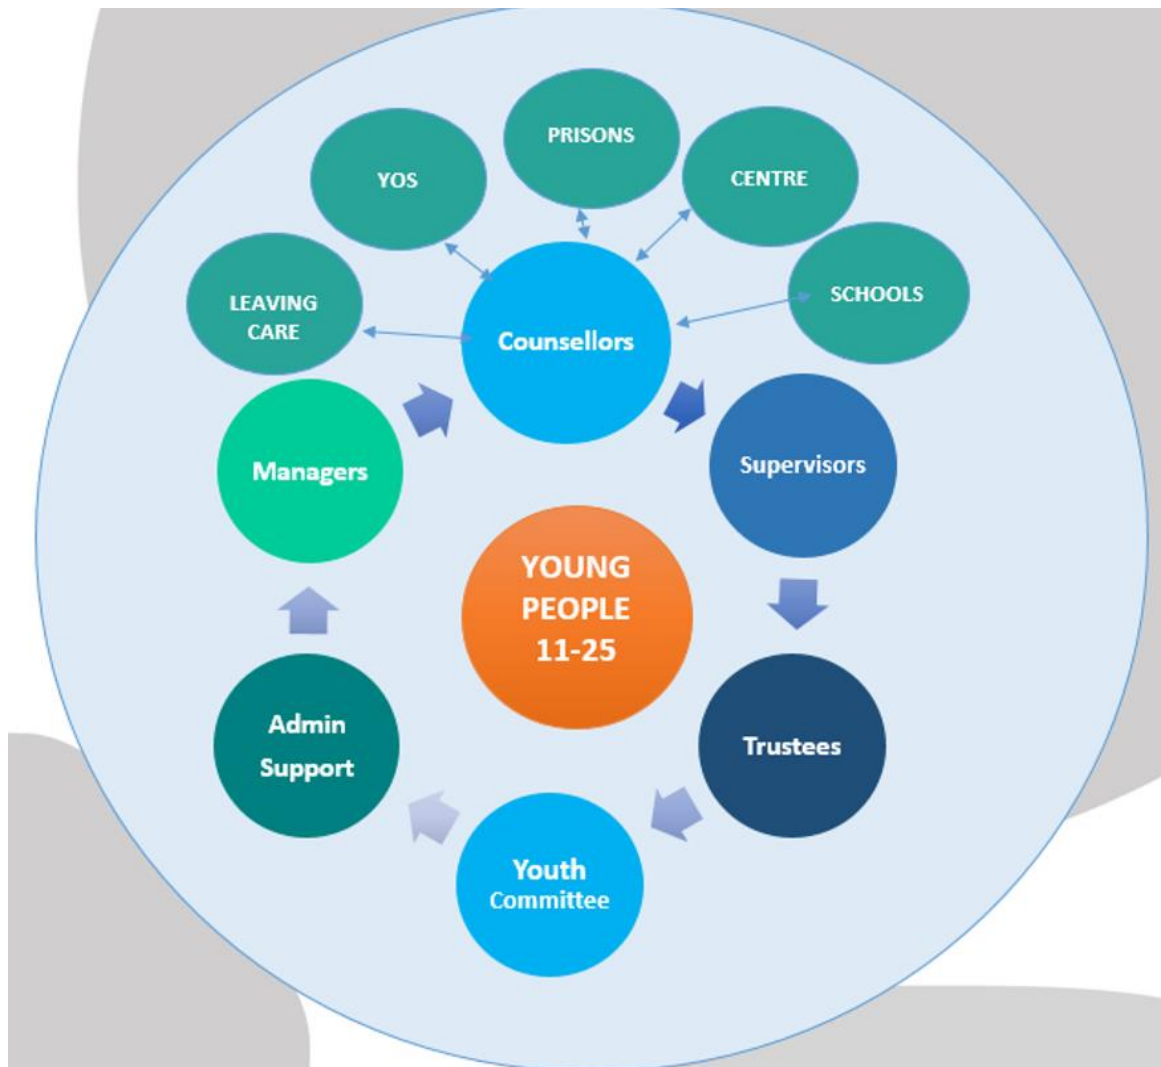 PRISONS
YOS
CENTRE
LEAVING
CARE
SCHOOLS
Counsellors
Managers
Supervisors
YOUNG
PEOPLE
11-25
Admin
Support
Trustees
Youth
Committee